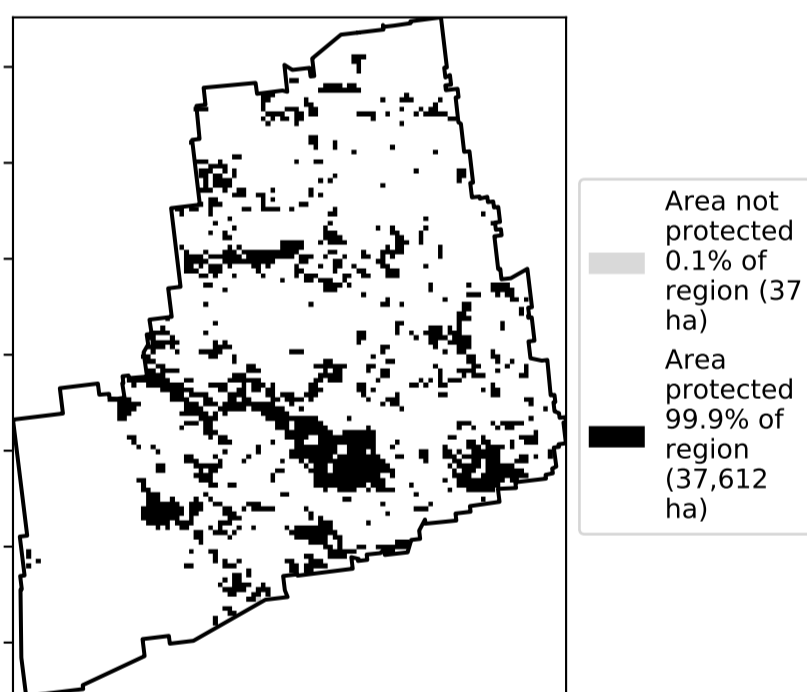 Area not
protected
0.1% of
region (37
ha)
Area
protected
99.9% of
region
(37,612
ha)